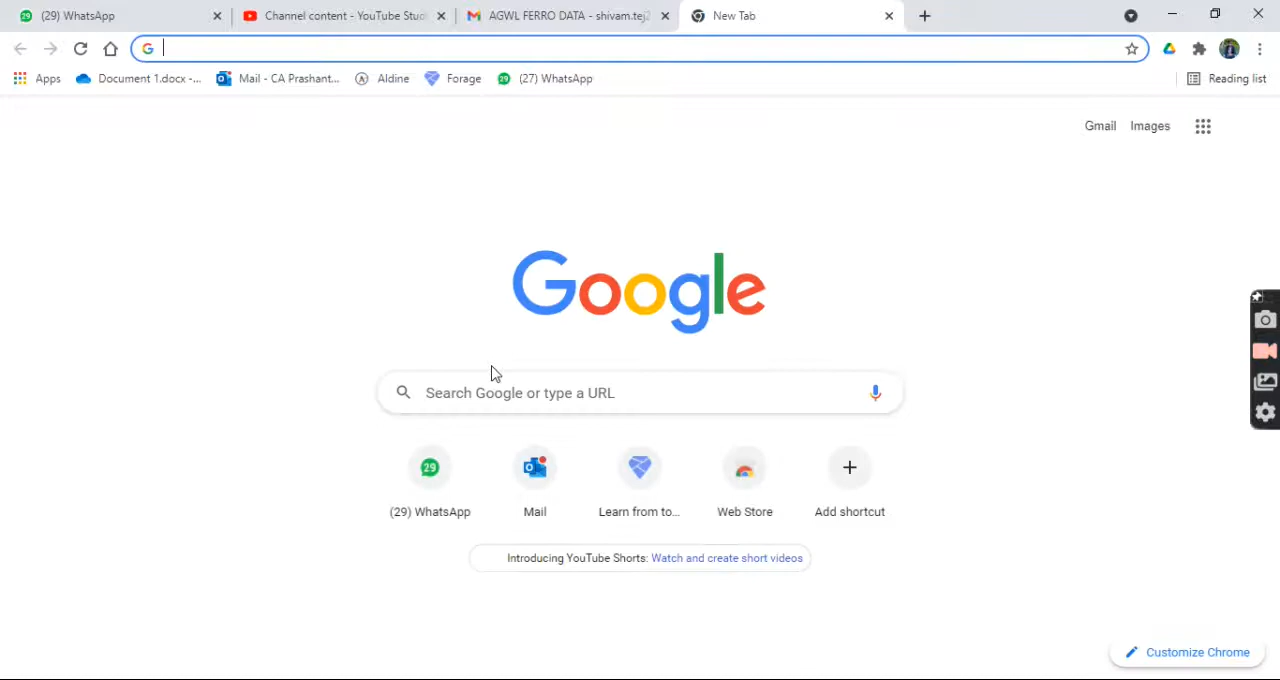 (29) WhatsApp
Channel content - YouTube Stud
AGWL FERRO DATA - shivam.tej2
New Tab
Apps
Document 1.docx -...
Mail - CA Prashant...
Aldine
Forage
(27) WhatsApp
Reading list
Gmail
Images
Google
Search Google or type a URL
29
(29) WhatsApp
Mail
Learn from to...
Web Store
Add shortcut
Introducing YouTube Shorts: Watch and create short videos
Customize Chrome